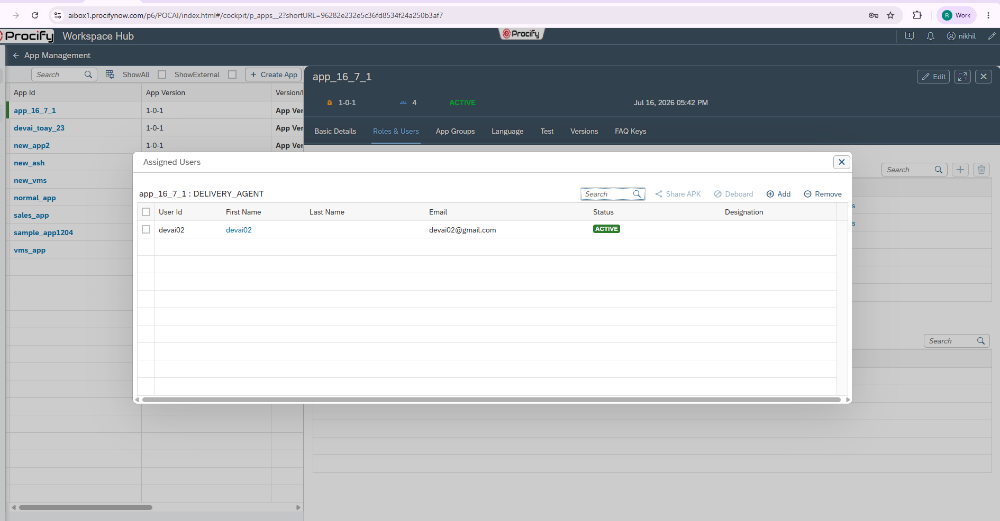 aibox1.procifynow.com/p6/POCAI/index.html#/cockpit/p_apps__2?shortURL=96282e232e5c36fd8534f24a250b3af7
R Work
Procify Workspace Hub
Procify
nikhil
App Management
Search ShowAll ShowExternal + Create App
App Id App Version Version/
app_16_7_1 1-0-1 App Ver
devai_toay_23 1-0-1 App Ver
new_app2 1-0-1 App Ver
new_ash
new_vms
normal_app
sales_app
sample_app1204
vms_app
app_16_7_1
Edit
1-0-1 4 ACTIVE Jul 16, 2026 05:42 PM
Basic Details Roles & Users App Groups Language Test Versions FAQ Keys
Search
s
s
Search
Assigned Users
app_16_7_1 : DELIVERY_AGENT
Search Share APK Deboard Add Remove
User Id First Name Last Name Email Status Designation
devai02 devai02 devai02@gmail.com ACTIVE